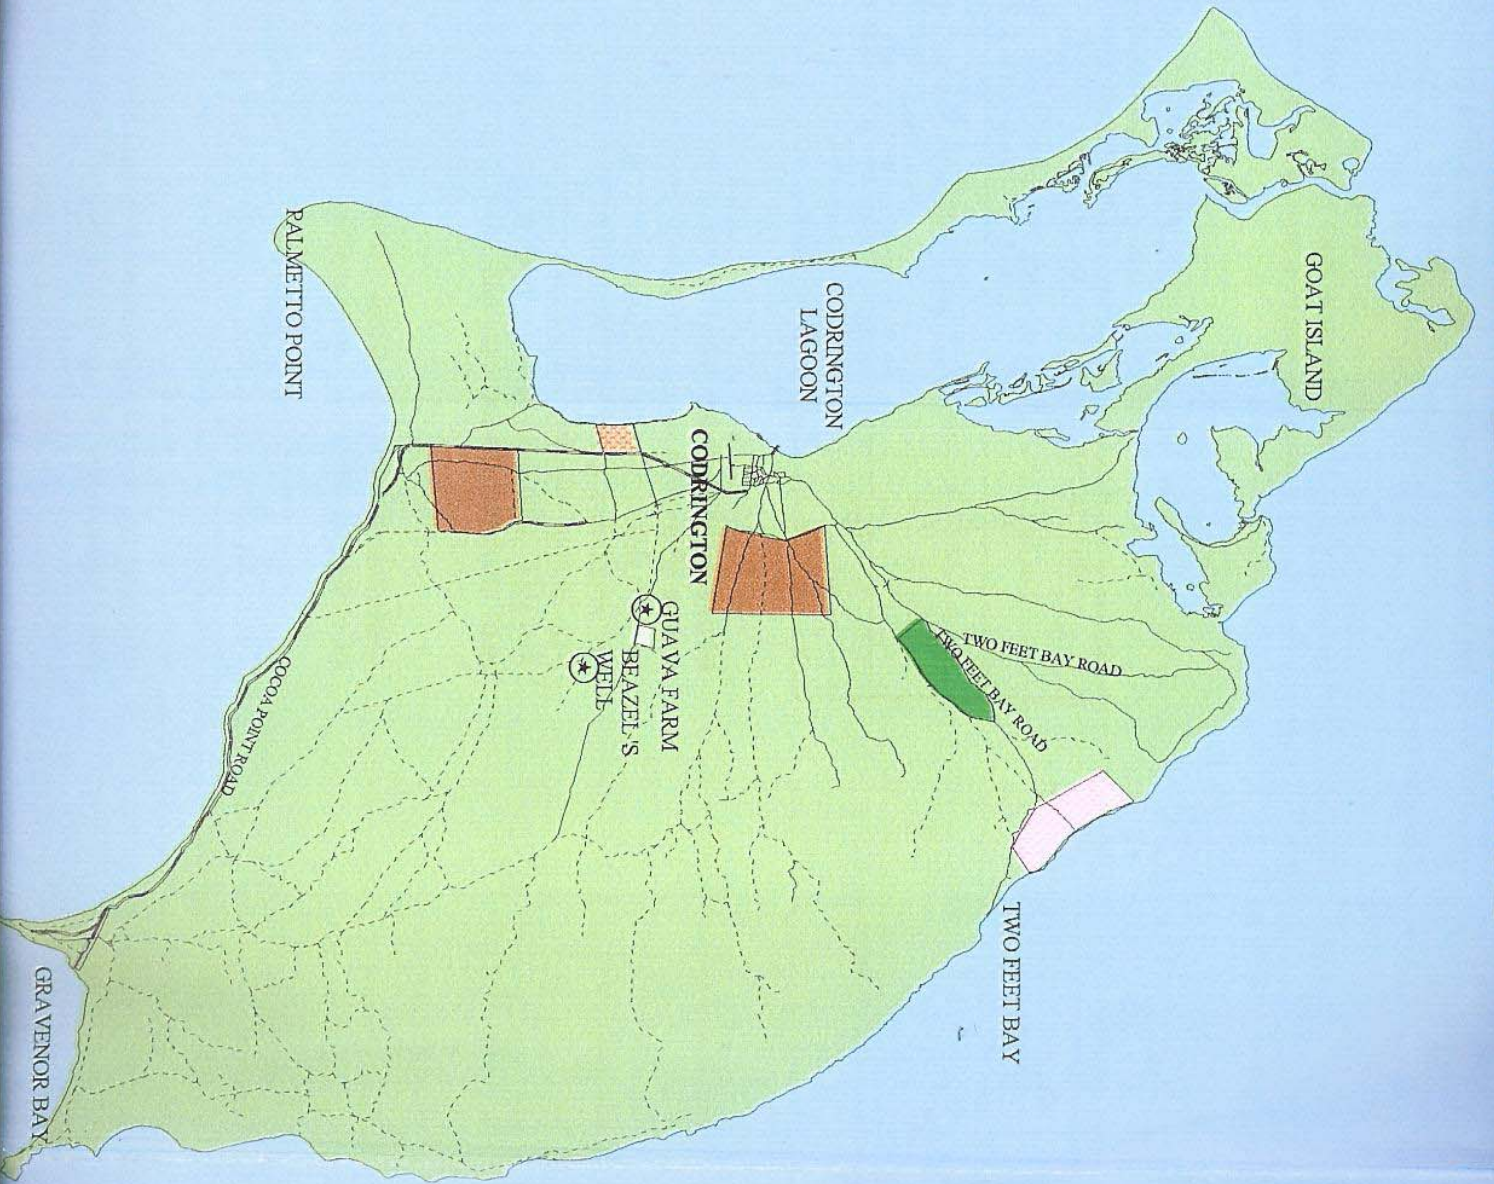 GOAT ISLAND
CODRINGTON
LAGOON
PALMETTO POINT
CODRINGTON
TWO FEET BAY ROAD
TWO FEET BAY ROAD
GUAVA FARM
BEAZEL'S
WELL
COCOA POINT ROAD
TWO FEET BAY
GRAVENOR BAY